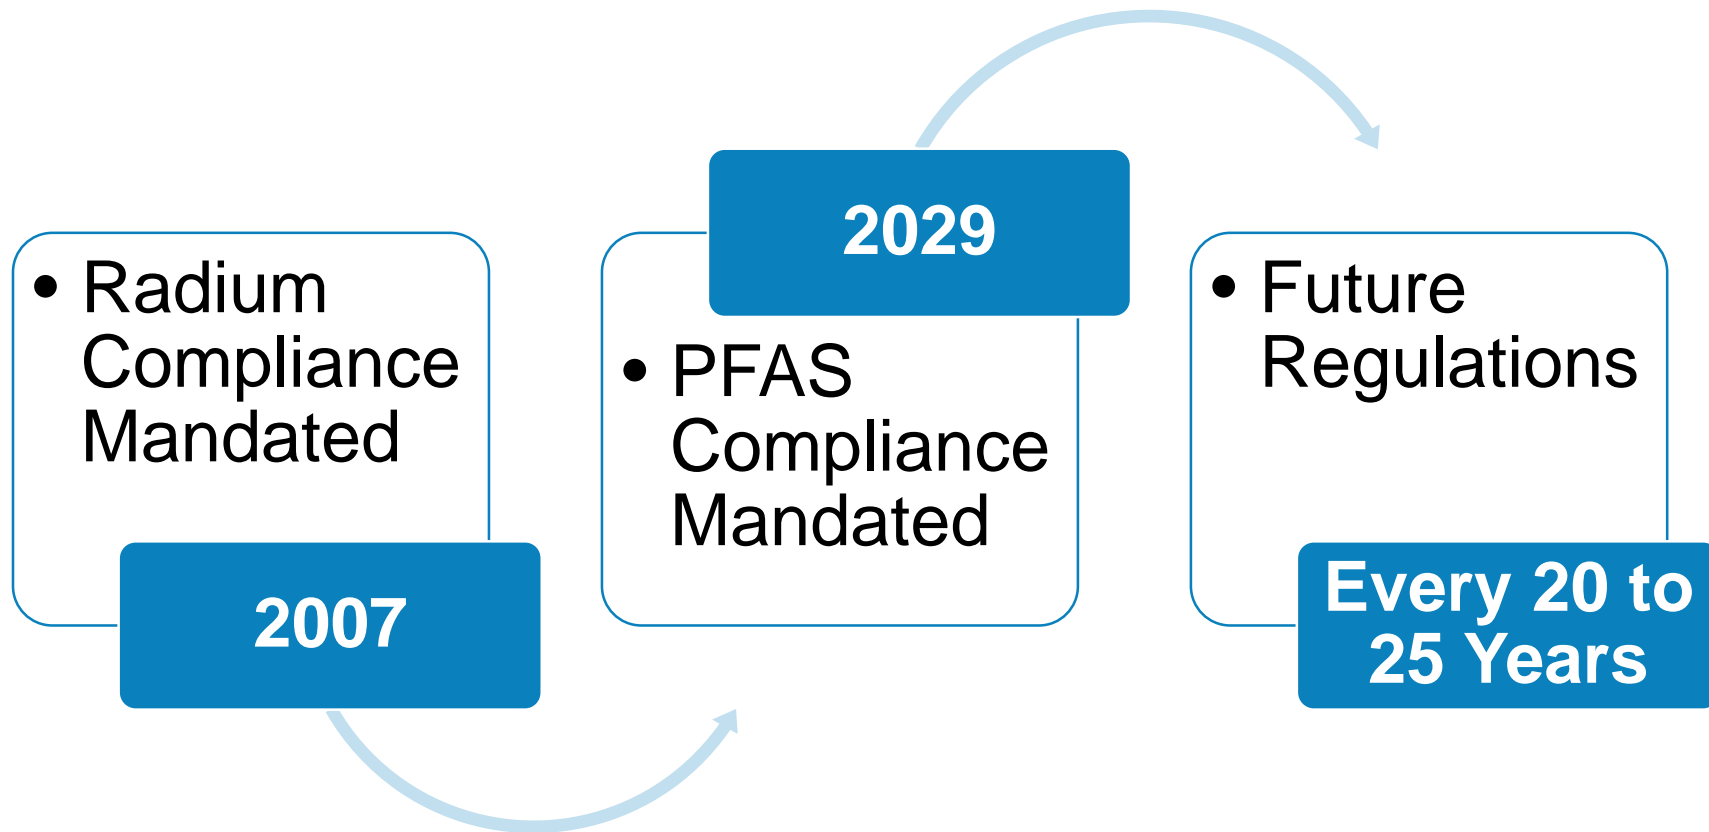 • Radium
Compliance
Mandated
2007
2029
• PFAS
Compliance
Mandated
• Future
Regulations
Every 20 to
25 Years